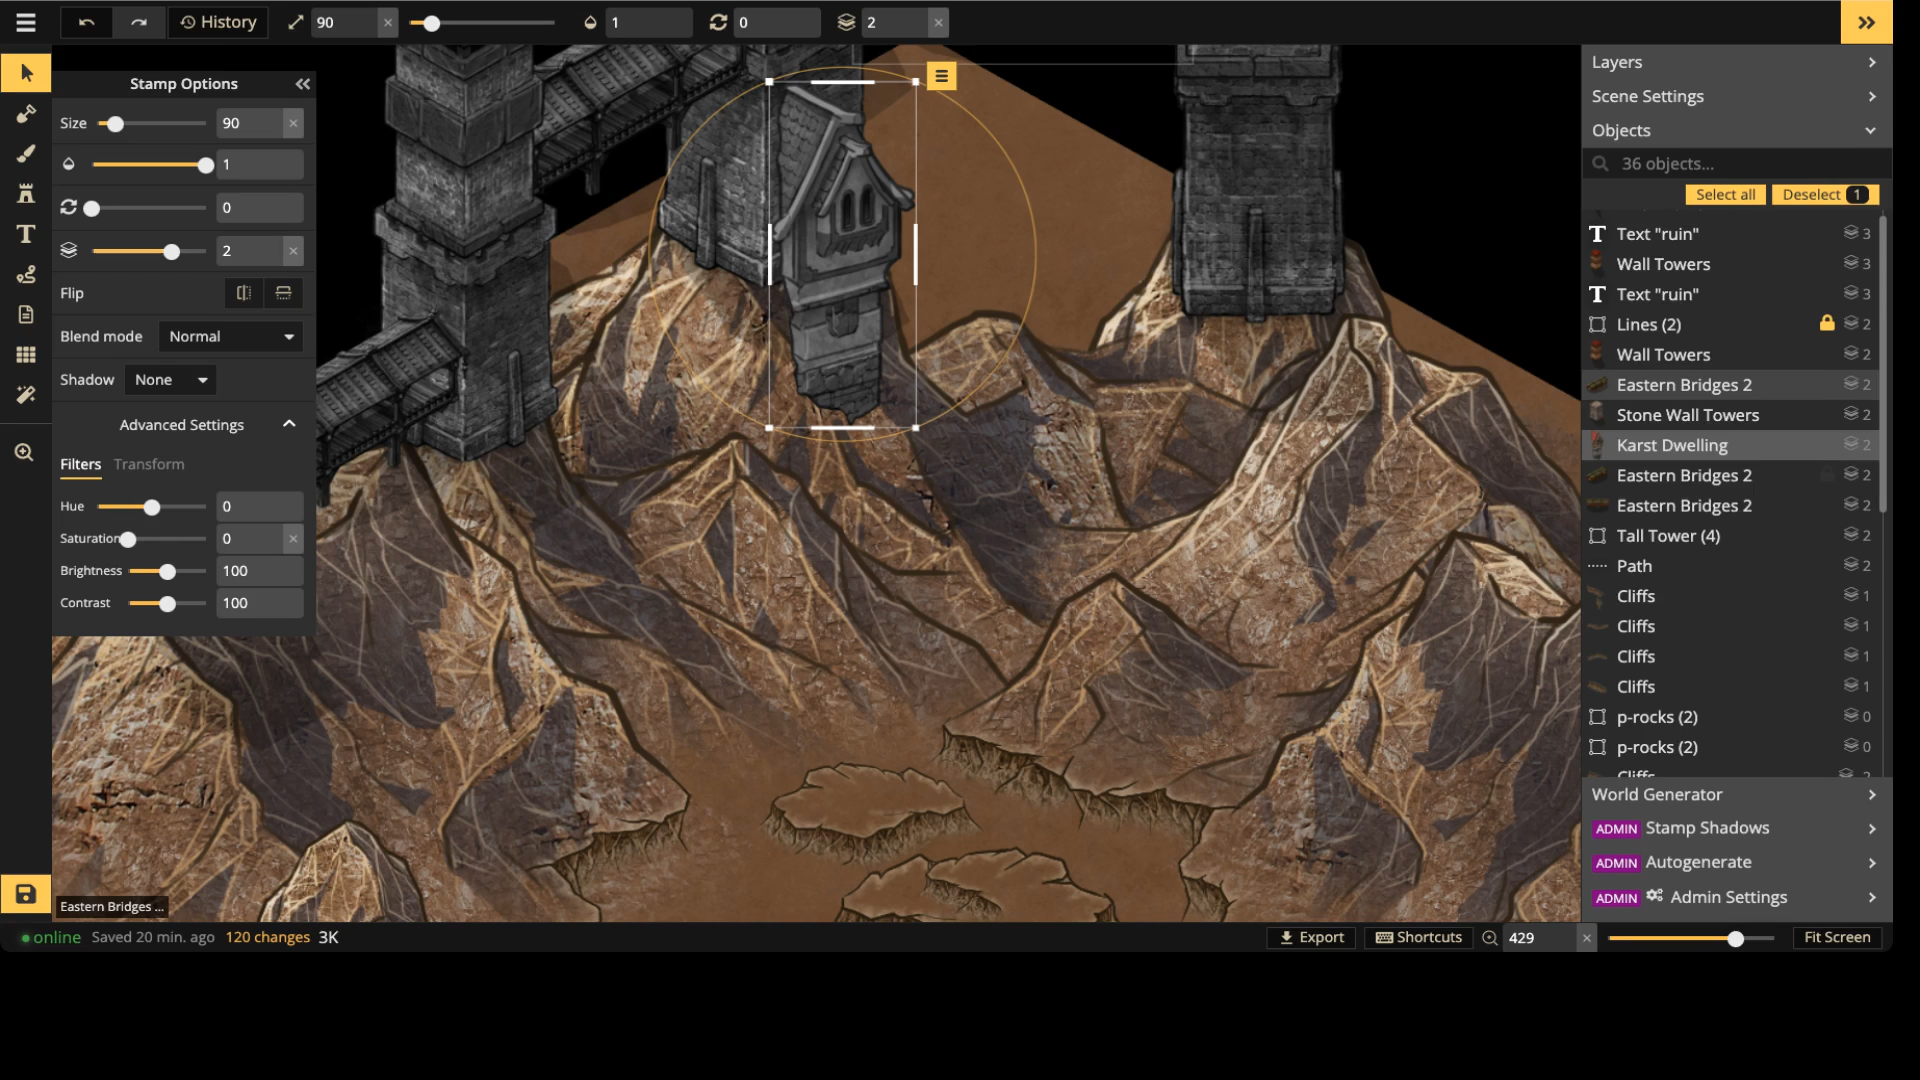 History
90
1
0
2
Stamp Options
Size
90
1
0
2
Flip
Blend mode
Normal
Shadow
None
Advanced Settings
Filters
Transform
Hue
0
Saturation
0
Brightness
100
Contrast
100
Layers
Scene Settings
Objects
36 objects...
Select all
Deselect 1
Text "ruin" 3
Wall Towers 3
Text "ruin" 3
Lines (2) 2
Wall Towers 2
Eastern Bridges 2 2
Stone Wall Towers 2
Karst Dwelling 2
Eastern Bridges 2 2
Eastern Bridges 2 2
Tall Tower (4) 2
Path 2
Cliffs 1
Cliffs 1
Cliffs 1
Cliffs 1
p-rocks (2) 0
p-rocks (2) 0
Cliffs 2
World Generator
ADMIN Stamp Shadows
ADMIN Autogenerate
ADMIN Admin Settings
Eastern Bridges ...
online Saved 20 min. ago 120 changes 3K
Export
Shortcuts
429
Fit Screen